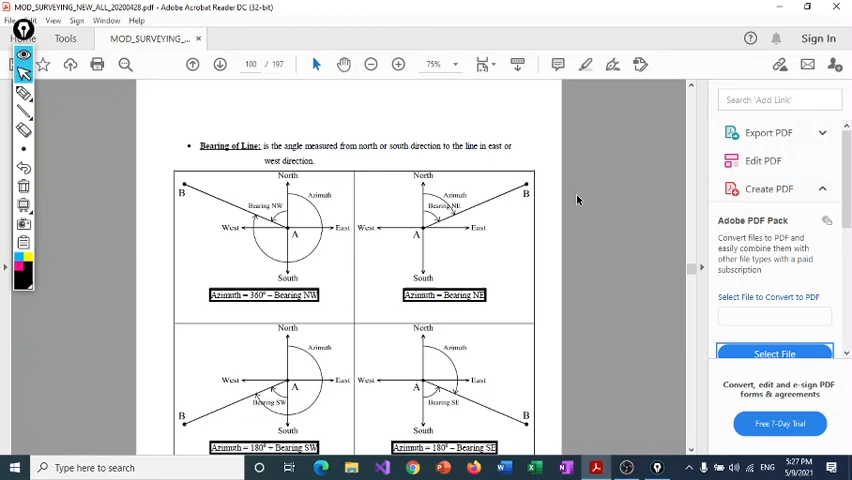 MOD_SURVEYING_NEW_ALL_20200428.pdf - Adobe Acrobat Reader DC (32-bit)
File Edit View Sign Window Help
Home Tools MOD_SURVEYING_... × Sign In
100 / 197 75%
• Bearing of Line: is the angle measured from north or south direction to the line in east or
west direction.
North
B
Azimuth
Bearing NW
West
East
A
South
Azimuth = 360° – Bearing NW
North
B
Azimuth
Bearing NE
West
East
A
South
Azimuth = Bearing NE
North
Azimuth
West
East
A
Bearing SW
B
South
Azimuth = 180° + Bearing SW
North
Azimuth
West
East
A
Bearing SE
B
South
Azimuth = 180° – Bearing SE
Search 'Add Link'
Export PDF
Edit PDF
Create PDF
Adobe PDF Pack
Convert files to PDF and
easily combine them with
other file types with a paid
subscription
Select File to Convert to PDF
Select File
Convert, edit and e-sign PDF
forms & agreements
Free 7-Day Trial
Type here to search
ENG
5:27 PM
5/9/2021